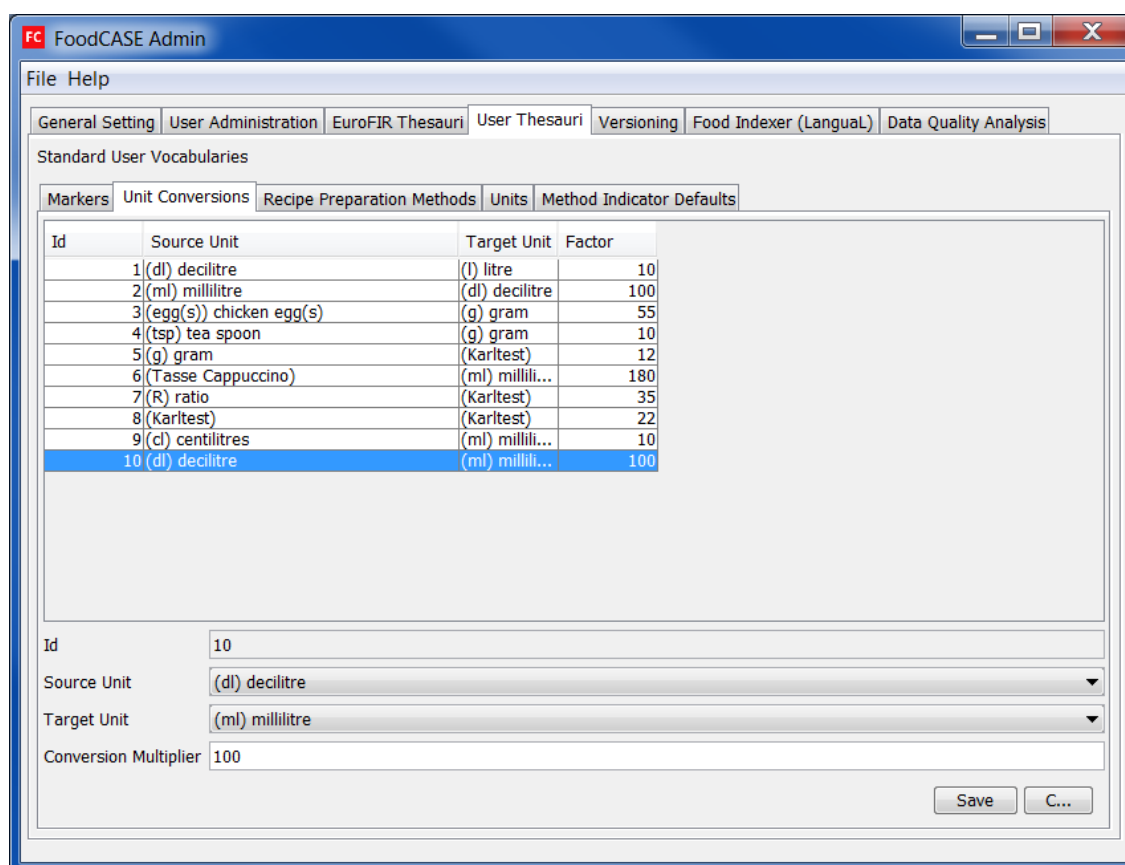 FC FoodCASE Admin
File Help
General Setting User Administration EuroFIR Thesauri User Thesauri Versioning Food Indexer (LanguaL) Data Quality Analysis
Standard User Vocabularies
Markers Unit Conversions Recipe Preparation Methods Units Method Indicator Defaults
Id Source Unit Target Unit Factor
1 (dl) decilitre (l) litre 10
2 (ml) millilitre (dl) decilitre 100
3 (egg(s)) chicken egg(s) (g) gram 55
4 (tsp) tea spoon (g) gram 10
5 (g) gram (Karltest) 12
6 (Tasse Cappuccino) (ml) millili... 180
7 (R) ratio (Karltest) 35
8 (Karltest) (Karltest) 22
9 (cl) centilitres (ml) millili... 10
10 (dl) decilitre (ml) millili... 100
Id 10
Source Unit (dl) decilitre
Target Unit (ml) millilitre
Conversion Multiplier 100
Save C...